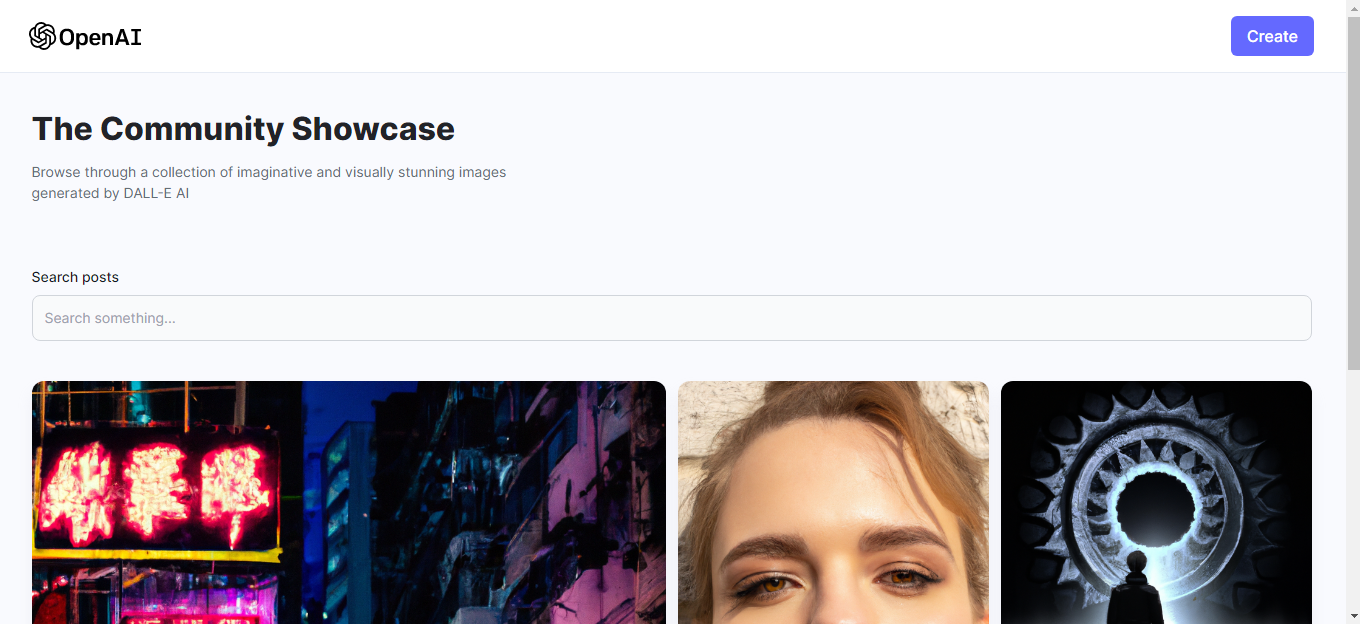 OpenAI
Create
The Community Showcase
Browse through a collection of imaginative and visually stunning images
generated by DALL-E AI
Search posts
Search something...